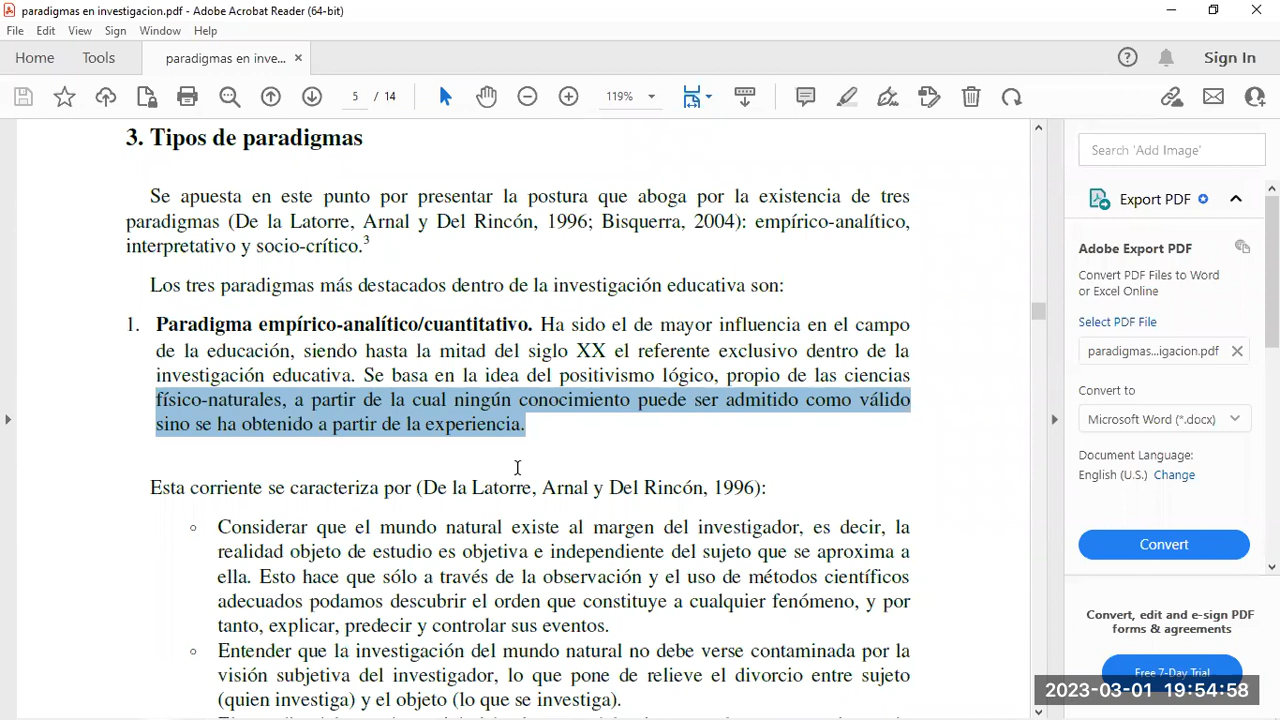 paradigmas en investigacion.pdf - Adobe Acrobat Reader (64-bit)
File Edit View Sign Window Help
Home Tools paradigmas en inve... × Sign In
5 / 14 119%
3. Tipos de paradigmas
Se apuesta en este punto por presentar la postura que aboga por la existencia de tres
paradigmas (De la Latorre, Arnal y Del Rincón, 1996; Bisquerra, 2004): empírico-analítico,
interpretativo y socio-crítico.3
Los tres paradigmas más destacados dentro de la investigación educativa son:
1. Paradigma empírico-analítico/cuantitativo. Ha sido el de mayor influencia en el campo
de la educación, siendo hasta la mitad del siglo XX el referente exclusivo dentro de la
investigación educativa. Se basa en la idea del positivismo lógico, propio de las ciencias
físico-naturales, a partir de la cual ningún conocimiento puede ser admitido como válido
sino se ha obtenido a partir de la experiencia.
Esta corriente se caracteriza por (De la Latorre, Arnal y Del Rincón, 1996):
Considerar que el mundo natural existe al margen del investigador, es decir, la
realidad objeto de estudio es objetiva e independiente del sujeto que se aproxima a
ella. Esto hace que sólo a través de la observación y el uso de métodos científicos
adecuados podamos descubrir el orden que constituye a cualquier fenómeno, y por
tanto, explicar, predecir y controlar sus eventos.
Entender que la investigación del mundo natural no debe verse contaminada por la
visión subjetiva del investigador, lo que pone de relieve el divorcio entre sujeto
(quien investiga) y el objeto (lo que se investiga).
Search 'Add Image'
Export PDF
Adobe Export PDF
Convert PDF Files to Word
or Excel Online
Select PDF File
paradigmas...igacion.pdf
Convert to
Microsoft Word (*.docx)
Document Language:
English (U.S.) Change
Convert
Convert, edit and e-sign PDF
forms & agreements
Free 7-Day Trial
2023-03-01 19:54:58